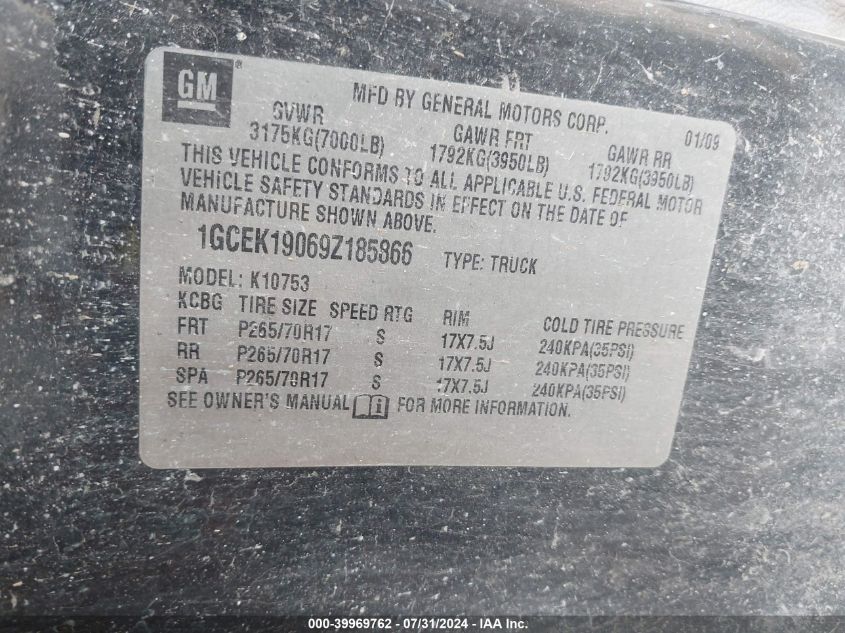 GM®
MFD BY GENERAL MOTORS CORP. 01/09
GVWR GAWR FRT GAWR RR
3175KG(7000LB) 1792KG(3950LB) 1792KG(3950LB)
THIS VEHICLE CONFORMS TO ALL APPLICABLE U.S. FEDERAL MOTOR
VEHICLE SAFETY STANDARDS IN EFFECT ON THE DATE OF
MANUFACTURE SHOWN ABOVE.
1GCEK19069Z185866 TYPE: TRUCK
MODEL: K10753
KCBG TIRE SIZE SPEED RTG RIM COLD TIRE PRESSURE
FRT P265/70R17 S 17X7.5J 240KPA(35PSI)
RR P265/70R17 S 17X7.5J 240KPA(35PSI)
SPA P265/70R17 S 17X7.5J 240KPA(35PSI)
SEE OWNER'S MANUAL FOR MORE INFORMATION.
000-39969762 - 07/31/2024 - IAA Inc.